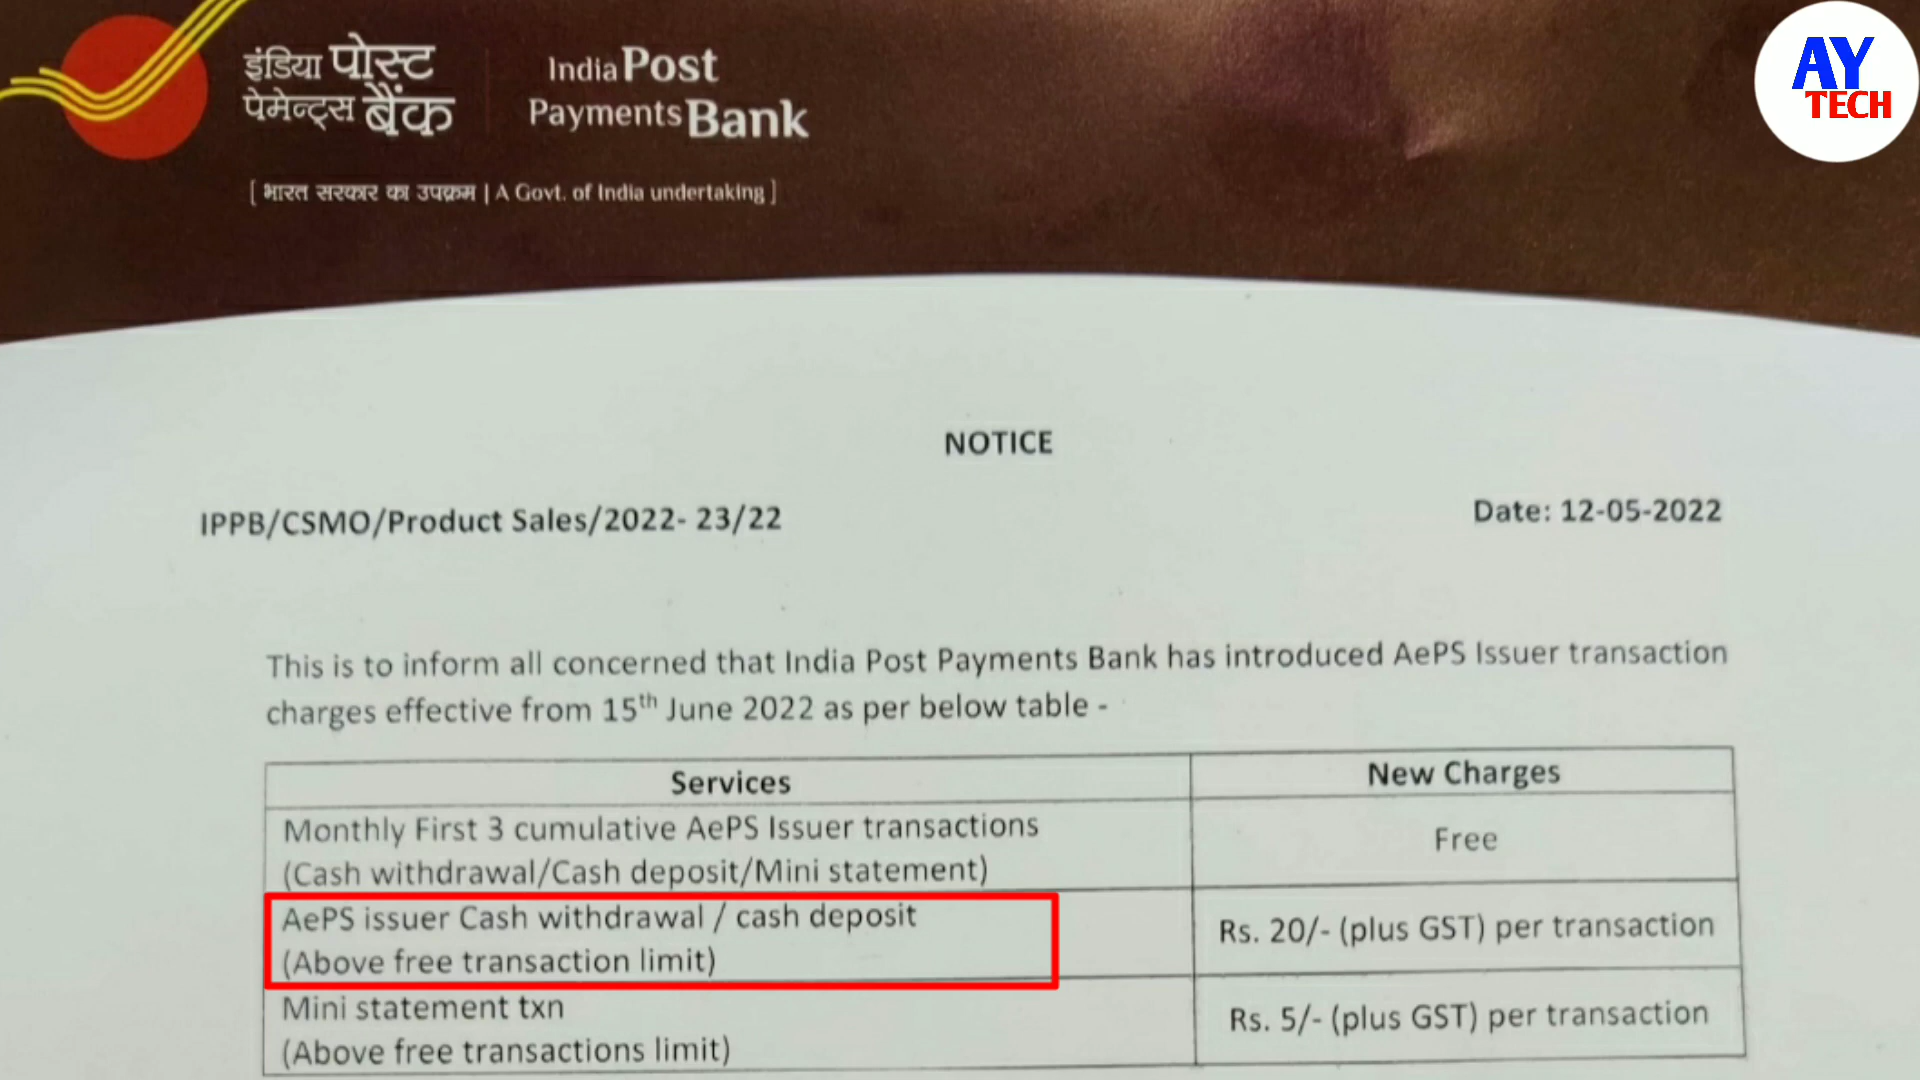 इंडिया पोस्ट
पेमेन्ट्स बैंक
India Post
Payments Bank
[ भारत सरकार का उपक्रम | A Govt. of India undertaking ]
AY
TECH
NOTICE
IPPB/CSMO/Product Sales/2022- 23/22
Date: 12-05-2022
This is to inform all concerned that India Post Payments Bank has introduced AePS Issuer transaction
charges effective from 15th June 2022 as per below table -
Services
New Charges
Monthly First 3 cumulative AePS Issuer transactions
(Cash withdrawal/Cash deposit/Mini statement)
Free
AePS issuer Cash withdrawal / cash deposit
(Above free transaction limit)
Rs. 20/- (plus GST) per transaction
Mini statement txn
(Above free transactions limit)
Rs. 5/- (plus GST) per transaction